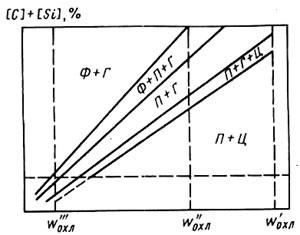 [C]+[Si],%
Ф+Г
Ф+П+Г
П+Г
П+Г+Ц
П+Ц
w‴охл
w″охл
w′охл